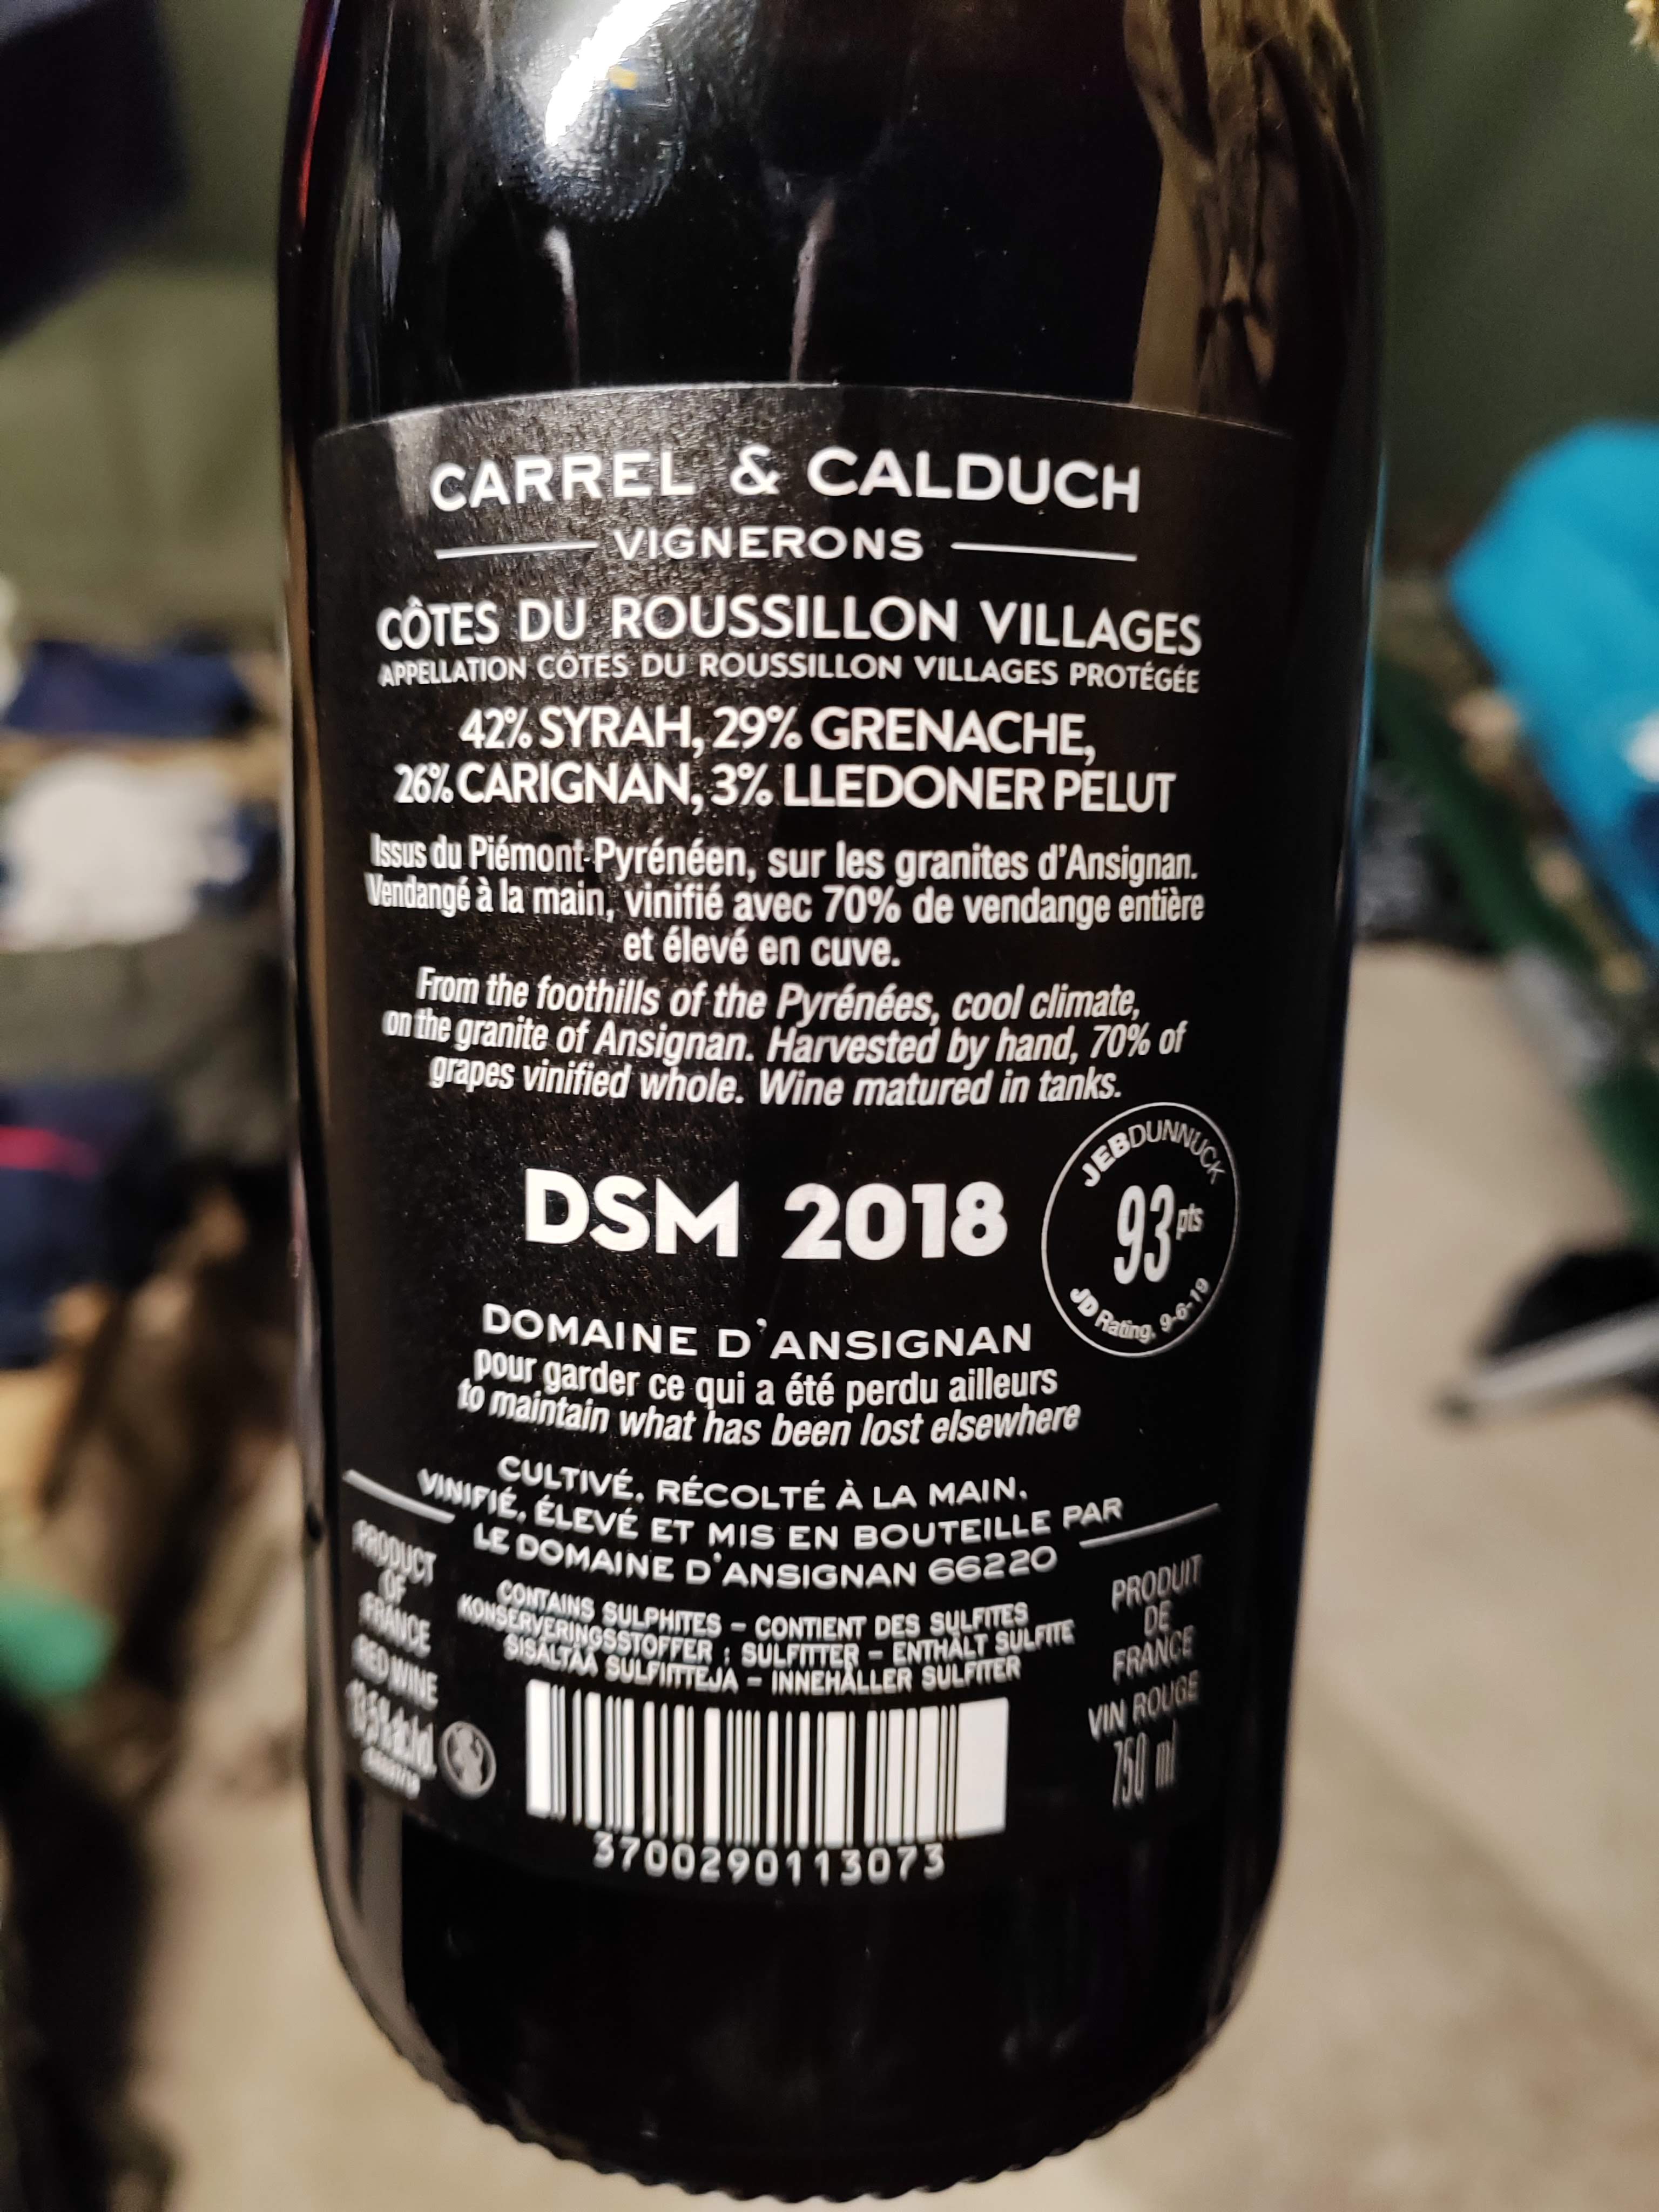 CARREL & CALDUCH
VIGNERONS
CÔTES DU ROUSSILLON VILLAGES
APPELLATION CÔTES DU ROUSSILLON VILLAGES PROTÉGÉE
42% SYRAH, 29% GRENACHE,
26% CARIGNAN, 3% LLEDONER PELUT
Issus du Piémont-Pyrénéen, sur les granites d'Ansignan.
Vendangé à la main, vinifié avec 70% de vendange entière
et élevé en cuve.
From the foothills of the Pyrénées, cool climate,
on the granite of Ansignan. Harvested by hand, 70% of
grapes vinified whole. Wine matured in tanks.
DSM 2018
JEBDUNNUCK
93 pts
JD Rating, 9-6-19
DOMAINE D'ANSIGNAN
pour garder ce qui a été perdu ailleurs
to maintain what has been lost elsewhere
CULTIVÉ, RÉCOLTÉ À LA MAIN,
VINIFIÉ, ÉLEVÉ ET MIS EN BOUTEILLE PAR
LE DOMAINE D'ANSIGNAN 66220
CONTAINS SULPHITES – CONTIENT DES SULFITES
KONSERVERINGSSTOFFER : SULFITTER – ENTHÄLT SULFITE
SISÄLTÄÄ SULFIITTEJA – INNEHÅLLER SULFITER
PRODUCT
OF
FRANCE
RED WINE
PRODUIT
DE
FRANCE
VIN ROUGE
750 ml
3700290113073